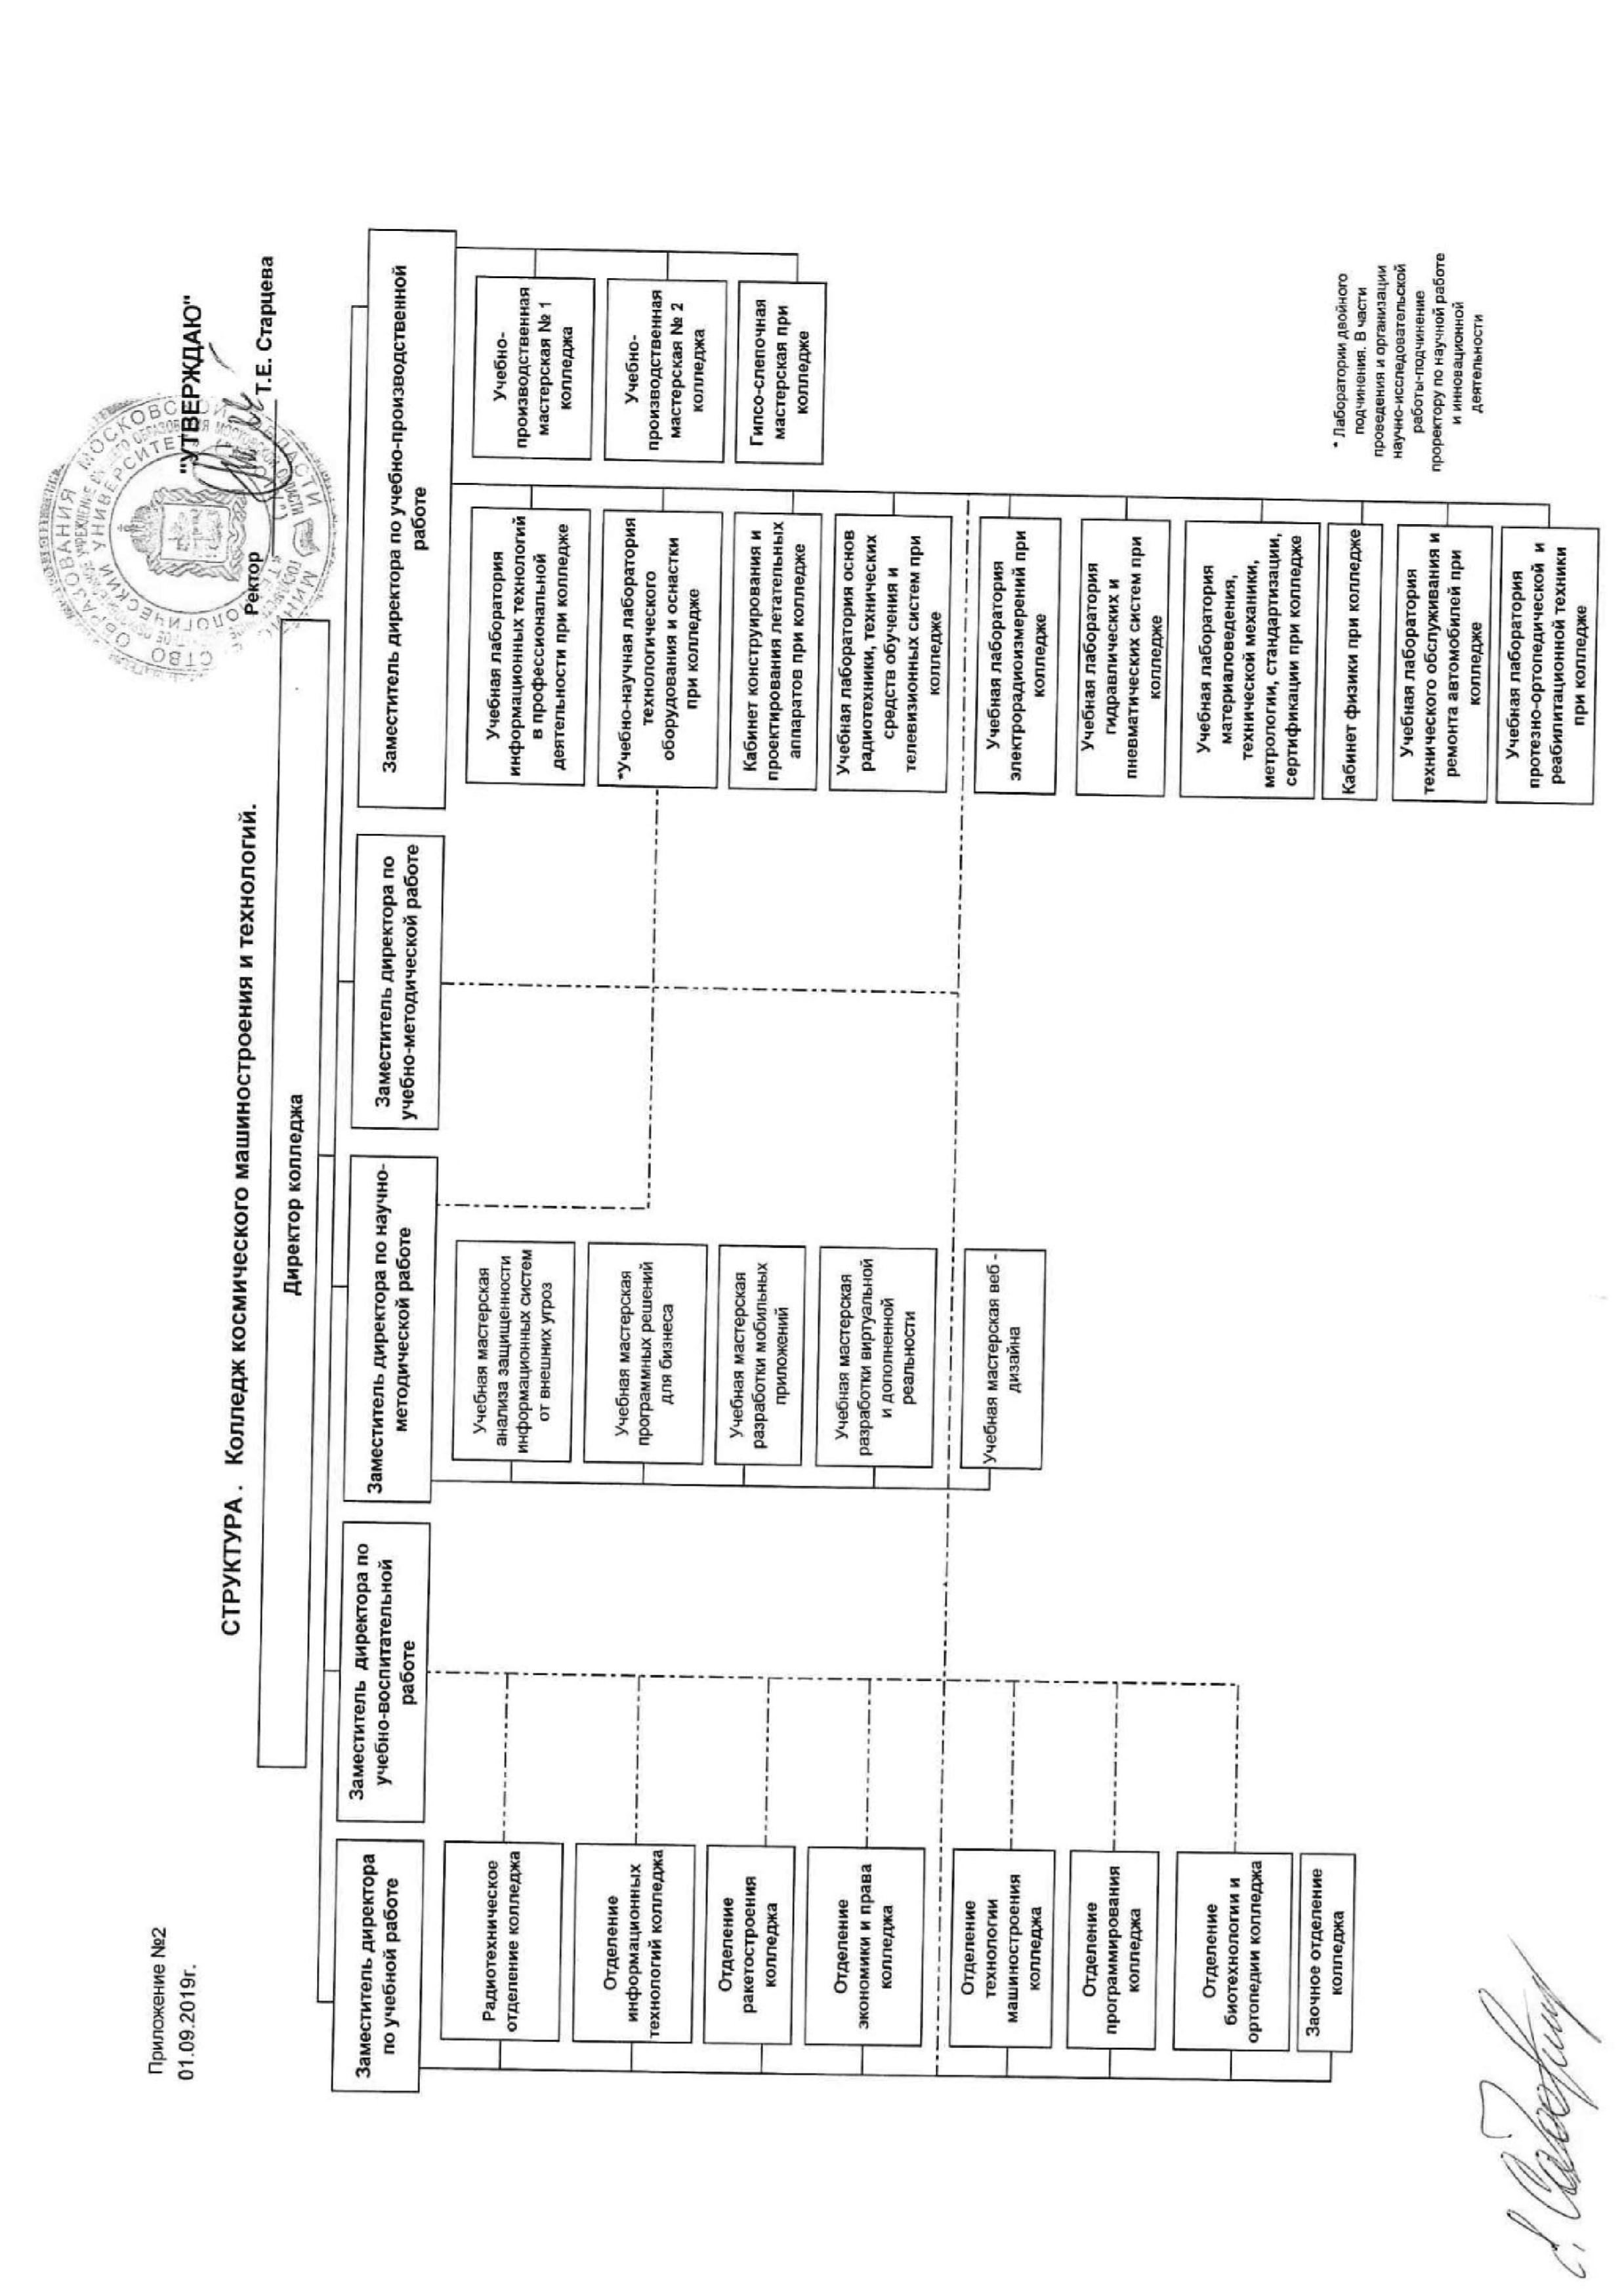 Приложение №2
01.09.2019г.
"УТВЕРЖДАЮ"
Ректор Т.Е. Старцева
СТРУКТУРА . Колледж космического машиностроения и технологий.
Директор колледжа
Заместитель директора
по учебной работе
Заместитель директора по
учебно-воспитательной
работе
Заместитель директора по научно-
методической работе
Заместитель директора по
учебно-методической работе
Заместитель директора по учебно-производственной
работе
Радиотехническое
отделение колледжа
Отделение
информационных
технологий колледжа
Отделение
ракетостроения
колледжа
Отделение
экономики и права
колледжа
Отделение
технологии
машиностроения
колледжа
Отделение
программирования
колледжа
Отделение
биотехнологии и
ортопедии колледжа
Заочное отделение
колледжа
Учебная мастерская
анализа защищенности
информационных систем
от внешних угроз
Учебная мастерская
программных решений
для бизнеса
Учебная мастерская
разработки мобильных
приложений
Учебная мастерская
разработки виртуальной
и дополненной
реальности
Учебная мастерская веб -
дизайна
Учебная лаборатория
информационных технологий
в профессиональной
деятельности при колледже
*Учебно-научная лаборатория
технологического
оборудования и оснастки
при колледже
Кабинет конструирования и
проектирования летательных
аппаратов при колледже
Учебная лаборатория основ
радиотехники, технических
средств обучения и
телевизионных систем при
колледже
Учебная лаборатория
электрорадиоизмерений при
колледже
Учебная лаборатория
гидравлических и
пневматических систем при
колледже
Учебная лаборатория
материаловедения,
технической механики,
метрологии, стандартизации,
сертификации при колледже
Кабинет физики при колледже
Учебная лаборатория
технического обслуживания и
ремонта автомобилей при
колледже
Учебная лаборатория
протезно-ортопедической и
реабилитационной техники
при колледже
Учебно-
производственная
мастерская № 1
колледжа
Учебно-
производственная
мастерская № 2
колледжа
Гипсо-слепочная
мастерская при
колледже
* Лаборатории двойного
подчинения. В части
проведения и организации
научно-исследовательской
работы-подчинение
проректору по научной работе
и инновационной
деятельности